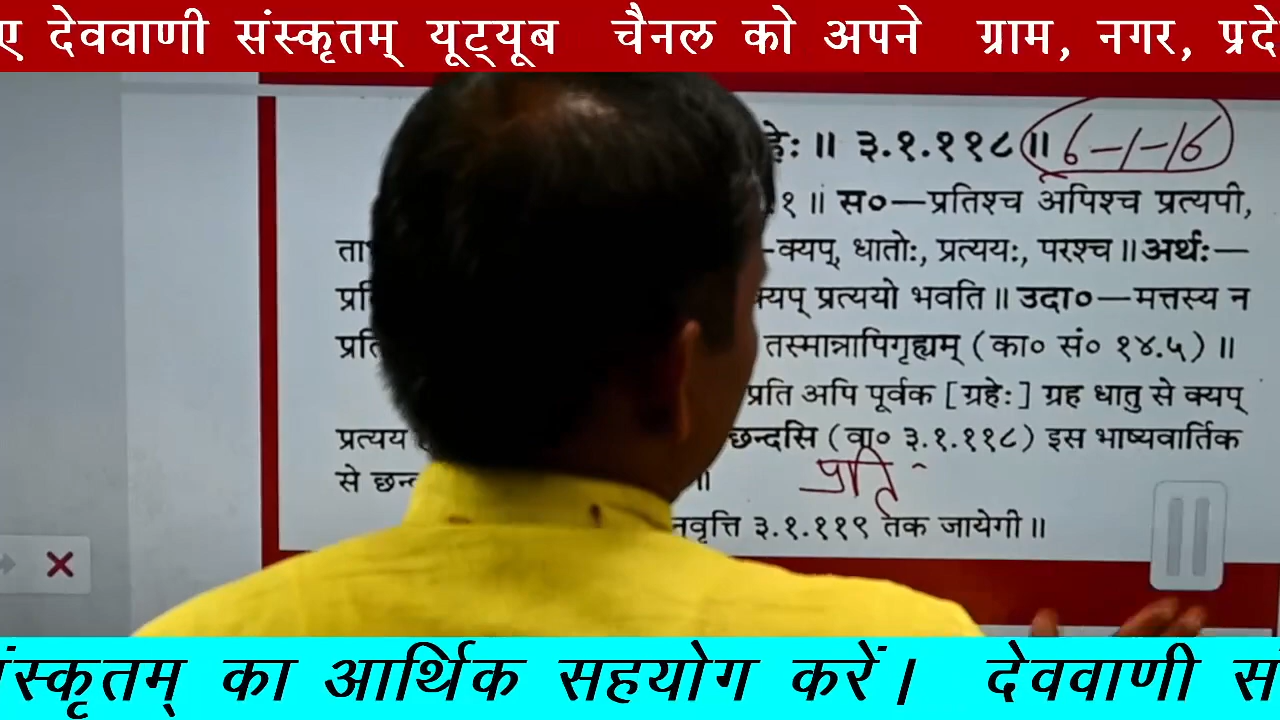 ए देववाणी संस्कृतम् यूट्यूब चैनल को अपने ग्राम, नगर, प्रदे
हेः ॥ ३.१.११८ ॥ 6-1-16
१ ॥ स०—प्रतिश्च अपिश्च प्रत्यपी,
क्यप्, धातोः, प्रत्ययः, परश्च ॥ अर्थः—
क्यप् प्रत्ययो भवति ॥ उदा०—मत्तस्य न
तस्मान्नापिगृह्यम् (का० सं० १४.५) ॥
प्रति अपि पूर्वक [ग्रहेः] ग्रह धातु से क्यप्
प्रत्यय छन्दसि (वा० ३.१.११८) इस भाष्यवार्तिक
से छन्द ॥ प्रति
नुवृत्ति ३.१.११९ तक जायेगी ॥
संस्कृतम् का आर्थिक सहयोग करें। देववाणी सं